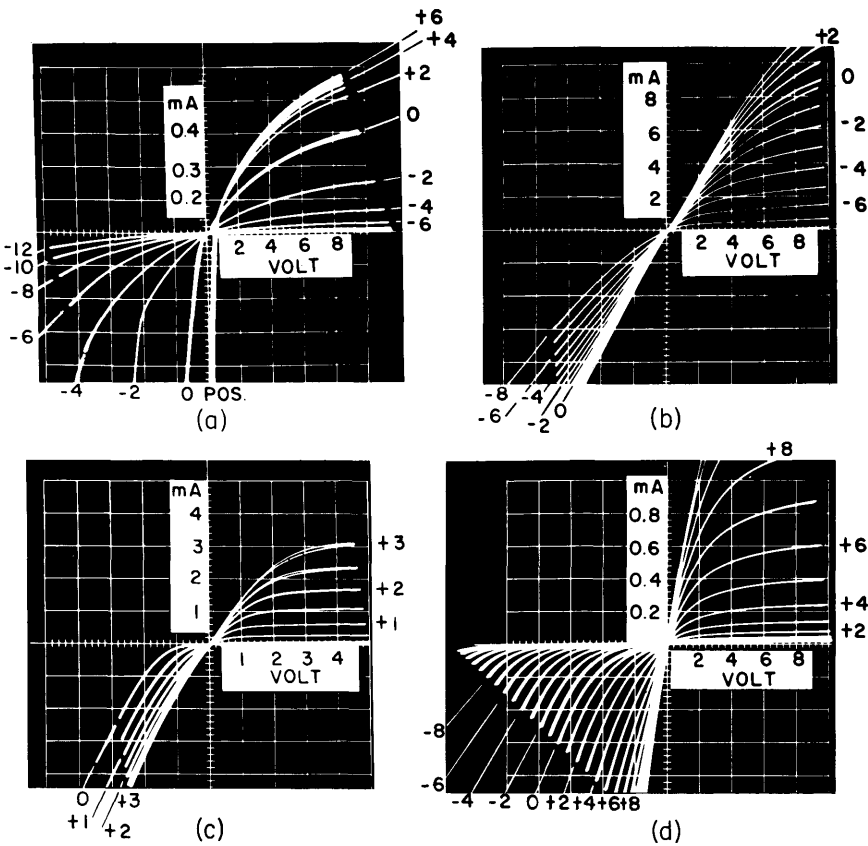 +6
+4
+2
0
-2
-4
-6
mA
0.4
0.3
0.2
2 4 6 8
VOLT
-12
-10
-8
-6
-4 -2 0 POS.
(a)
+2
0
-2
-4
-6
mA
8
6
4
2
2 4 6 8
VOLT
-8 -4
-6 -2 0
(b)
mA
4
3
2
1
+3
+2
+1
1 2 3 4
VOLT
0 +3
+1 +2
(c)
+8
mA
0.8
0.6
0.4
0.2
+6
+4
+2
2 4 6 8
VOLT
-8
-6
-4 -2 0 +2 +4 +6 +8
(d)